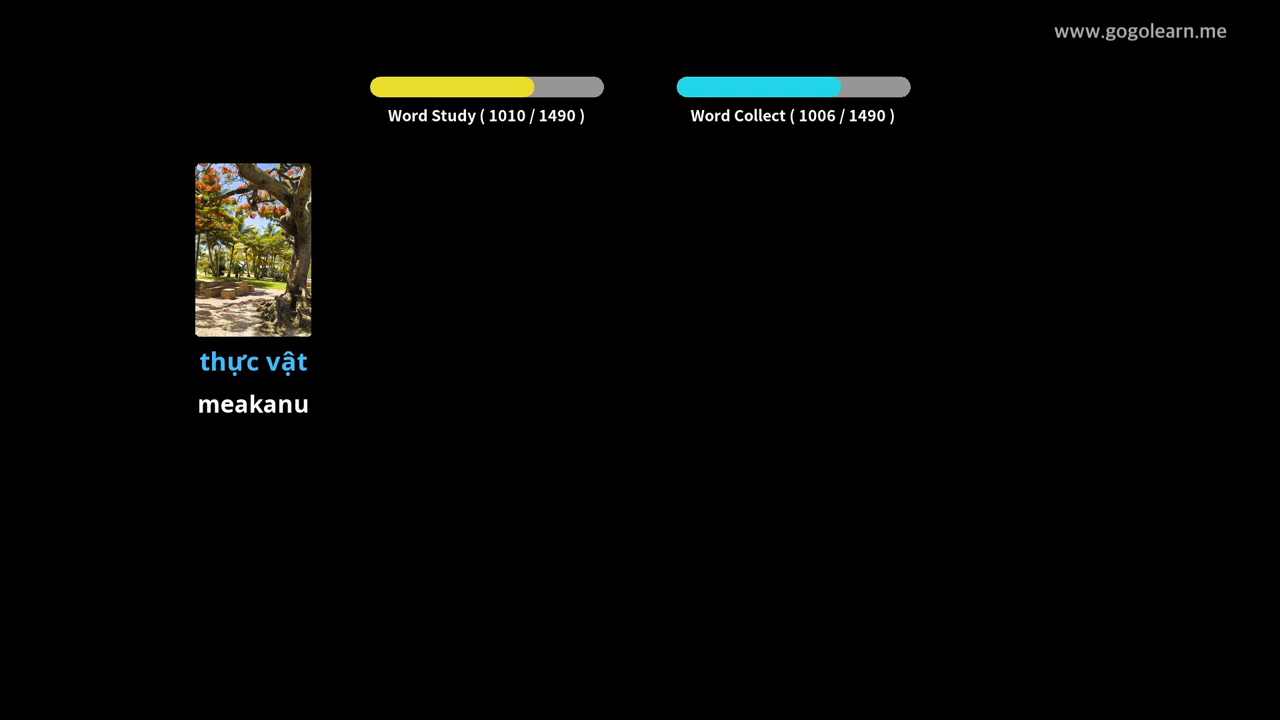 www.gogolearn.me
Word Study ( 1010 / 1490 )
Word Collect ( 1006 / 1490 )
thực vật
meakanu